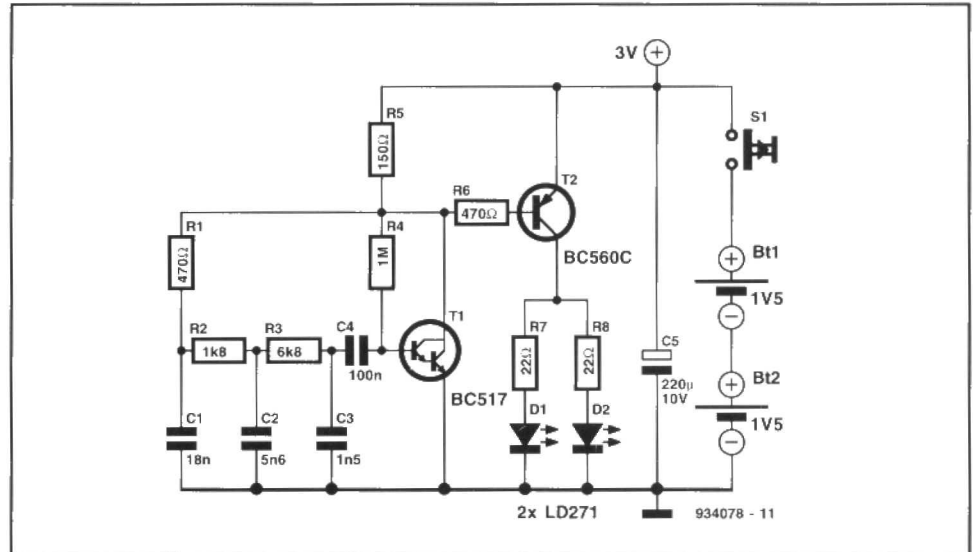 3V +
S1
R5
150Ω
T2
R6
470Ω
BC560C
R1
470Ω
R4
1M
Bt1
+
1V5
−
R2
1k8
R3
6k8
C4
100n
T1
BC517
R7
22Ω
R8
22Ω
C5
220µ
10V
Bt2
+
1V5
−
C1
18n
C2
5n6
C3
1n5
D1
D2
2x LD271
934078 - 11